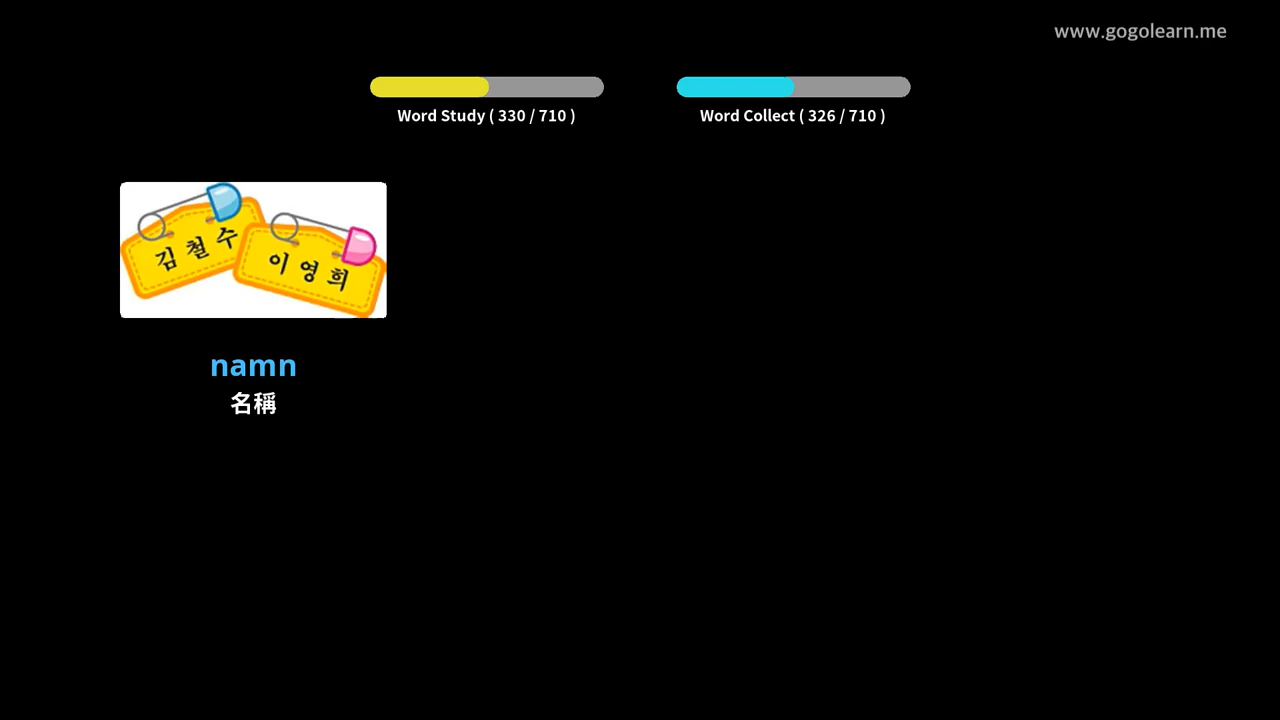 www.gogolearn.me
Word Study ( 330 / 710 )
Word Collect ( 326 / 710 )
김철수
이영희
namn
名稱